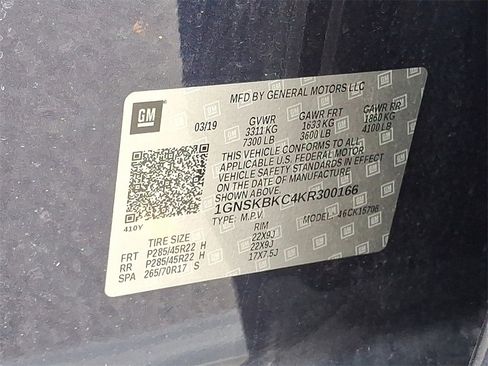 MFD BY GENERAL MOTORS LLC
GM
03/19 GVWR GAWR FRT GAWR RR
3311 KG 1633 KG 1860 KG
7300 LB 3600 LB 4100 LB
THIS VEHICLE CONFORMS TO ALL
APPLICABLE U.S. FEDERAL MOTOR
VEHICLE SAFETY STANDARDS IN EFFECT
ON THE DATE OF MANUFACTURE
SHOWN ABOVE.
1GNSKBKC4KR300166
TYPE: M.P.V. MODEL: 46CK15706
410Y
TIRE SIZE RIM
FRT P285/45R22 H 22X9J
RR P285/45R22 H 22X9J
SPA 265/70R17 S 17X7.5J